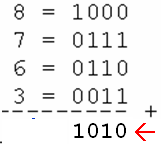 8 = 1000
7 = 0111
6 = 0110
3 = 0011
--------- +
1010